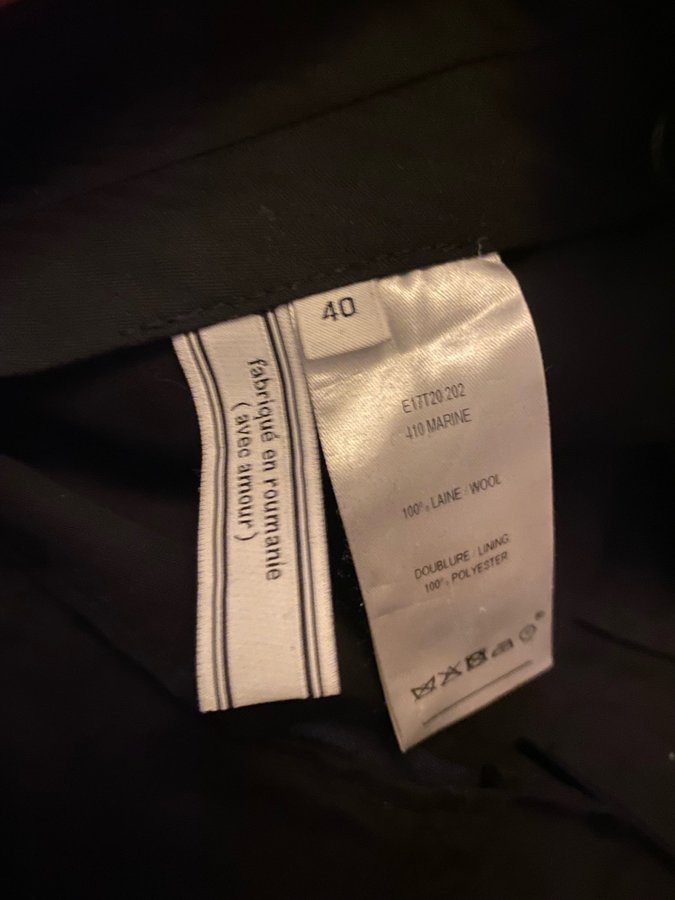 40
fabriqué en roumanie
(avec amour)
E17T20 202
410 MARINE
100% LAINE / WOOL
DOUBLURE / LINING
100% POLYESTER